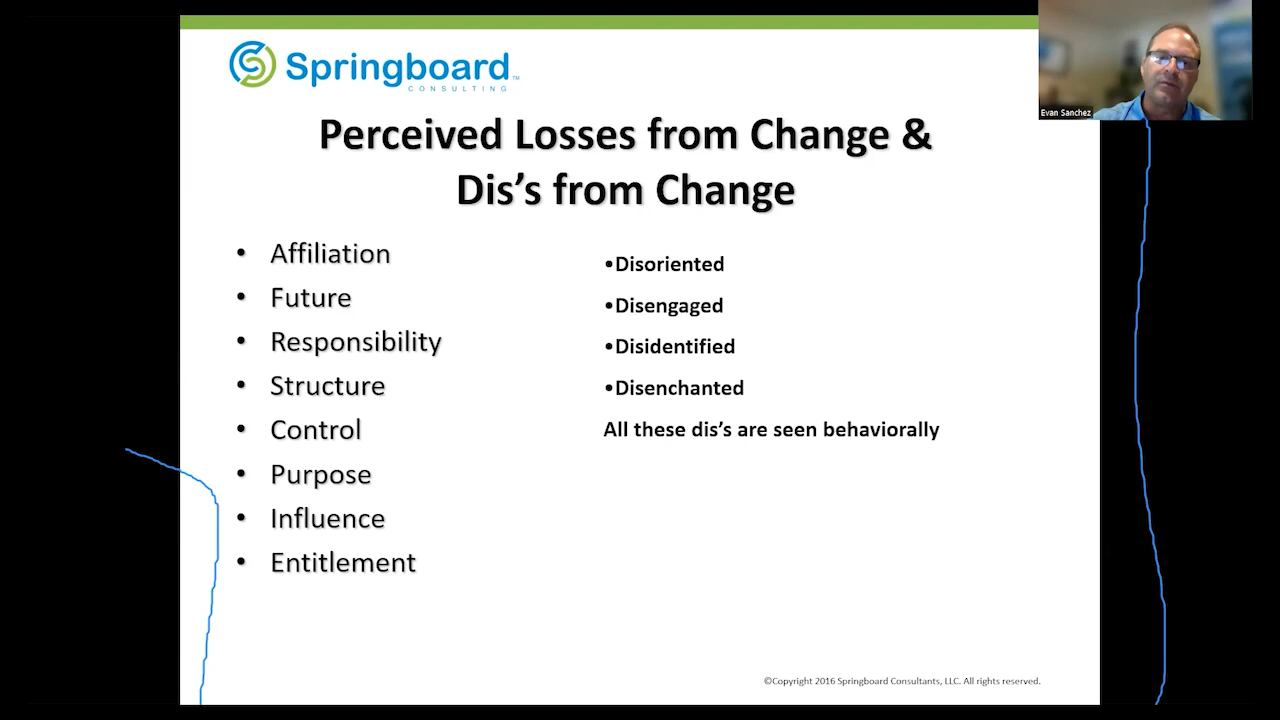 Springboard™
CONSULTING
Evan Sanchez
Perceived Losses from Change &
Dis’s from Change
• Affiliation
• Future
• Responsibility
• Structure
• Control
• Purpose
• Influence
• Entitlement
•Disoriented
•Disengaged
•Disidentified
•Disenchanted
All these dis’s are seen behaviorally
©Copyright 2016 Springboard Consultants, LLC. All rights reserved.